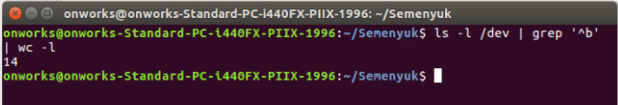 onworks@onworks-Standard-PC-i440FX-PIIX-1996: ~/Semenyuk
onworks@onworks-Standard-PC-i440FX-PIIX-1996:~/Semenyuk$ ls -l /dev | grep '^b'
| wc -l
14
onworks@onworks-Standard-PC-i440FX-PIIX-1996:~/Semenyuk$